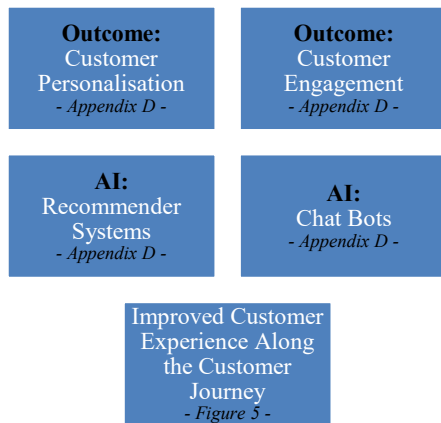 Outcome:
Customer
Personalisation
- Appendix D -
Outcome:
Customer
Engagement
- Appendix D -
AI:
Recommender
Systems
- Appendix D -
AI:
Chat Bots
- Appendix D -
Improved Customer
Experience Along
the Customer
Journey
- Figure 5 -